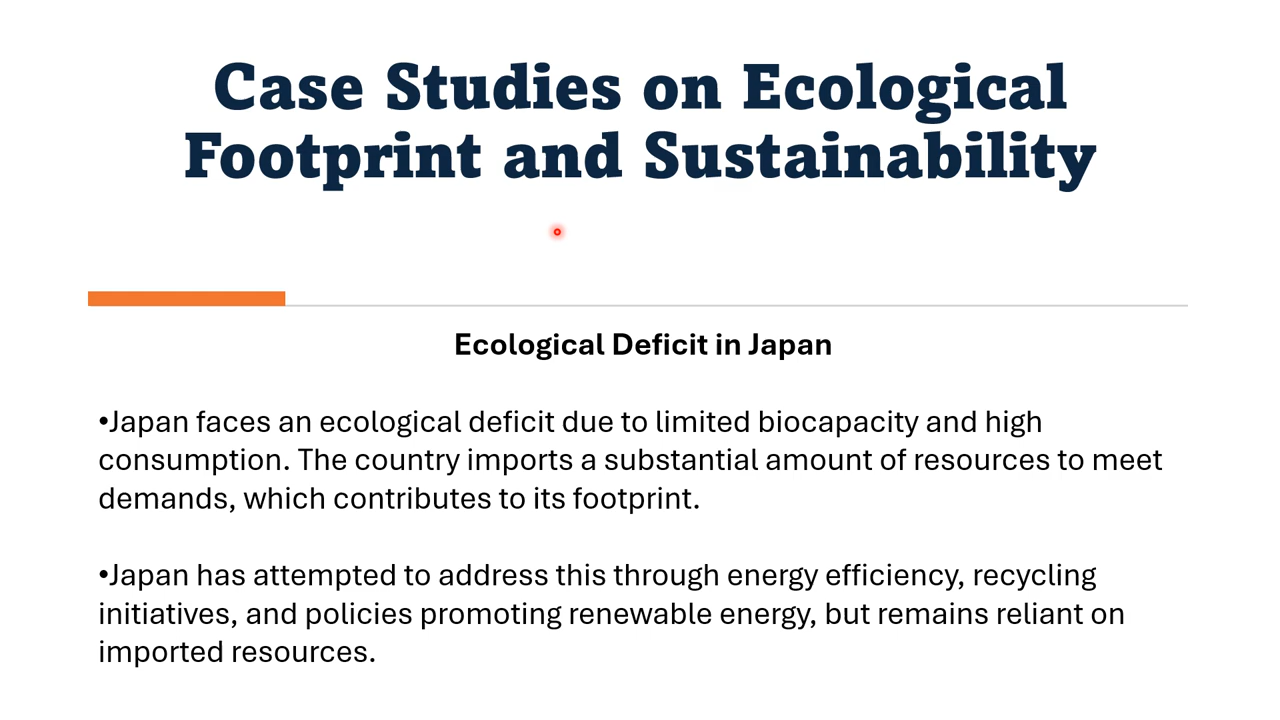 Case Studies on Ecological
Footprint and Sustainability
Ecological Deficit in Japan
•Japan faces an ecological deficit due to limited biocapacity and high
consumption. The country imports a substantial amount of resources to meet
demands, which contributes to its footprint.
•Japan has attempted to address this through energy efficiency, recycling
initiatives, and policies promoting renewable energy, but remains reliant on
imported resources.